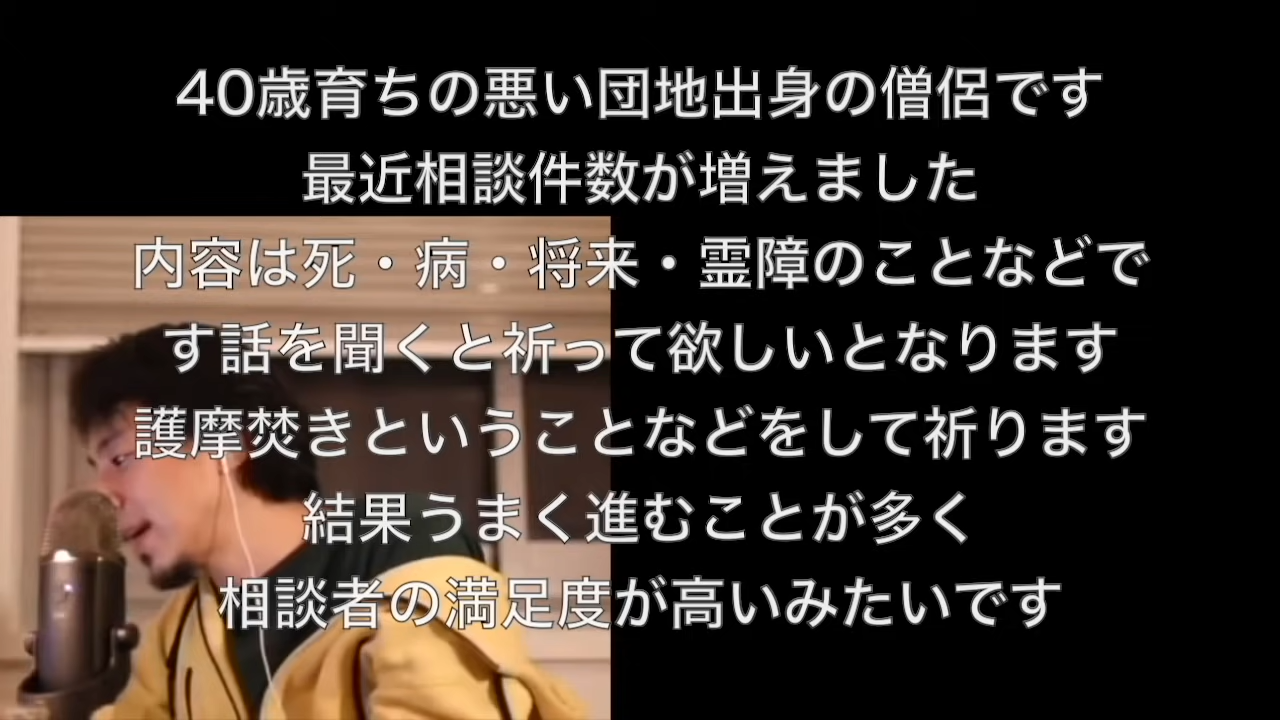 40歳育ちの悪い団地出身の僧侶です
最近相談件数が増えました
内容は死・病・将来・霊障のことなどで
す話を聞くと祈って欲しいとなります
護摩焚きということなどをして祈ります
結果うまく進むことが多く
相談者の満足度が高いみたいです